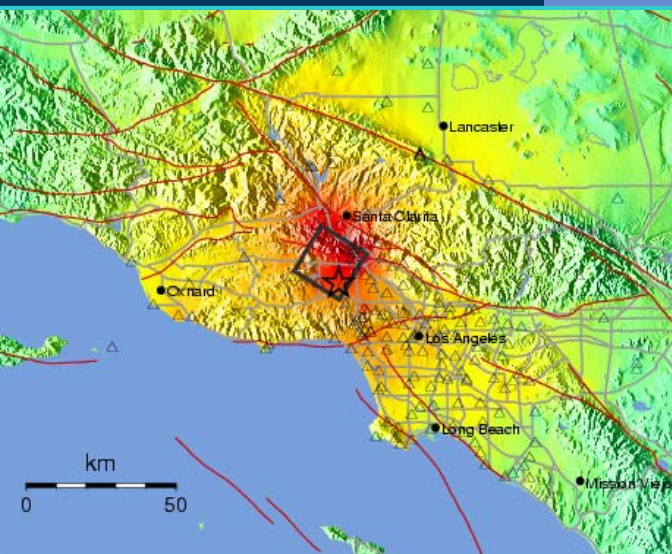 Lancaster
Santa Clarita
Oxnard
Los Angeles
Long Beach
km
0 50
Mission Viejo